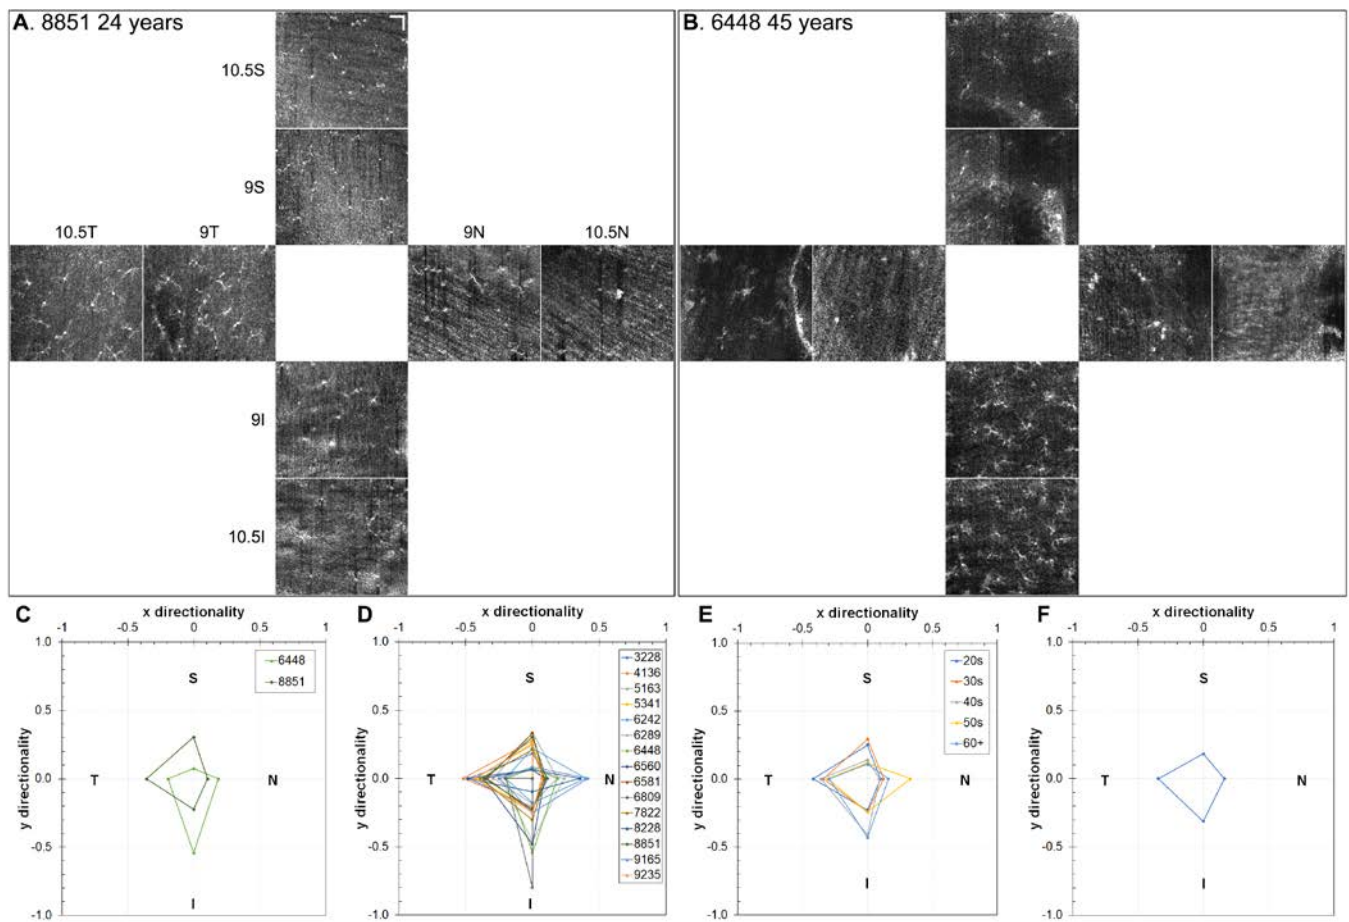 A. 8851 24 years
B. 6448 45 years
10.5S
9S
10.5T 9T 9N 10.5N
9I
10.5I
C x directionality
-1 -0.5 0 0.5 1
1.0
0.5
0.0
-0.5
-1.0
y directionality
S
T N
I
6448
8851
D x directionality
-1 -0.5 0 0.5 1
1.0
0.5
0.0
-0.5
-1.0
y directionality
S
T N
I
3228
4136
5163
5341
6242
6289
6448
6560
6581
6809
7822
8228
8851
9165
9235
E x directionality
-1 -0.5 0 0.5 1
1.0
0.5
0.0
-0.5
-1.0
y directionality
S
T N
I
20s
30s
40s
50s
60+
F x directionality
-1 -0.5 0 0.5 1
1.0
0.5
0.0
-0.5
-1.0
y directionality
S
T N
I